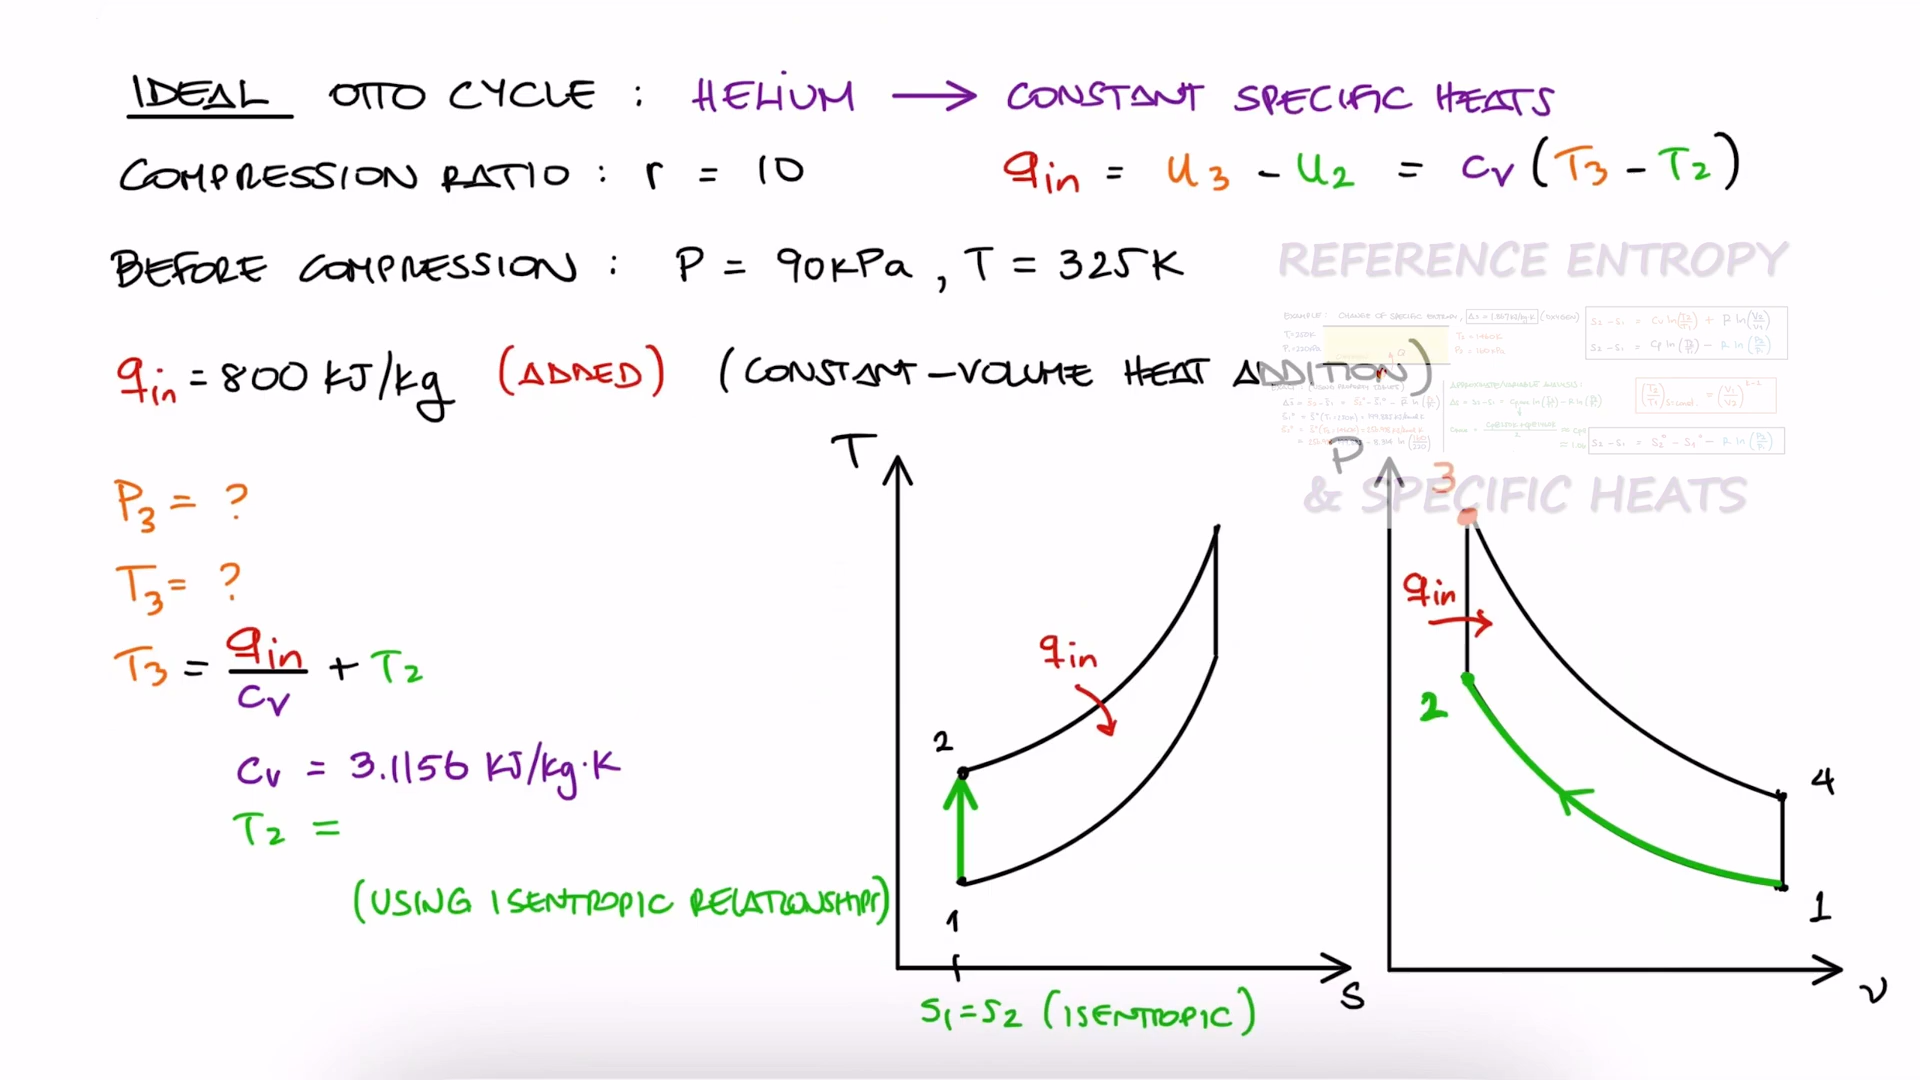 IDEAL OTTO CYCLE : HELIUM → CONSTANT SPECIFIC HEATS
COMPRESSION RATIO : r = 10
qin = U3 - U2 = Cv (T3 - T2)
BEFORE COMPRESSION : P = 90kPa , T = 325K
REFERENCE ENTROPY
& SPECIFIC HEATS
qin = 800 kJ/kg (ADDED) (CONSTANT-VOLUME HEAT ADDITION)
P3 = ?
T3 = ?
T3 = qin/Cv + T2
Cv = 3.1156 kJ/kg·K
T2 =
(USING ISENTROPIC RELATIONSHIPS)
T
qin
2
1
S
S1=S2 (ISENTROPIC)
P
3
qin
2
4
1
v